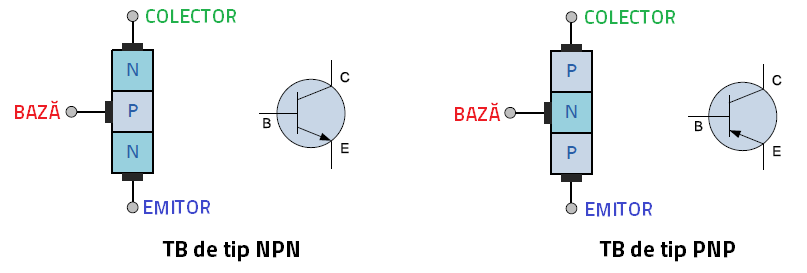 COLECTOR
N
P
N
BAZĂ
EMITOR
C
B
E
TB de tip NPN
COLECTOR
P
N
P
BAZĂ
EMITOR
C
B
E
TB de tip PNP